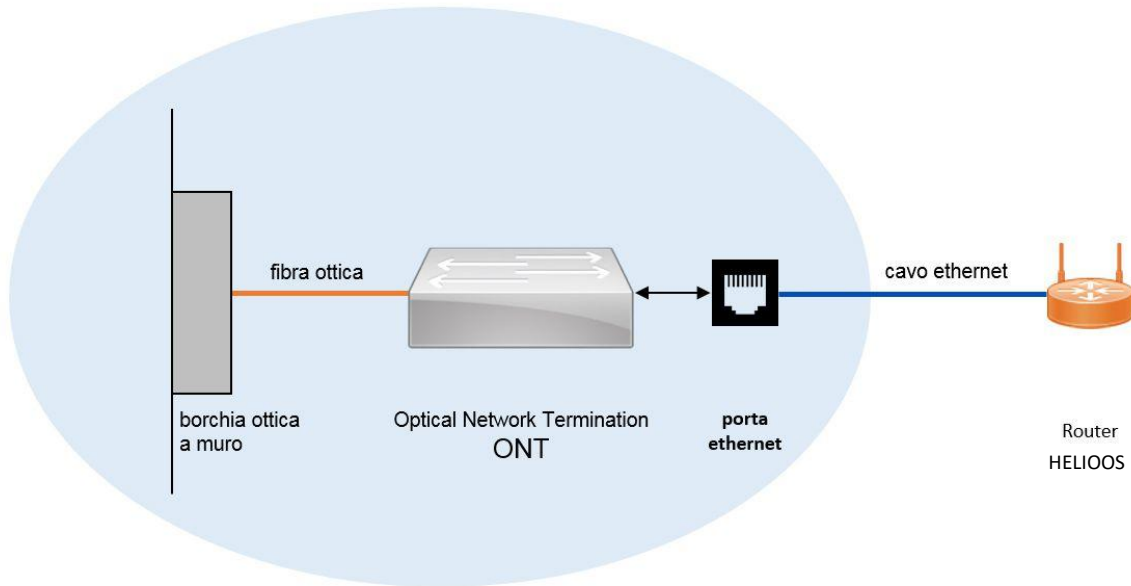 fibra ottica
cavo ethernet
borchia ottica
a muro
Optical Network Termination
ONT
porta
ethernet
Router
HELIOOS